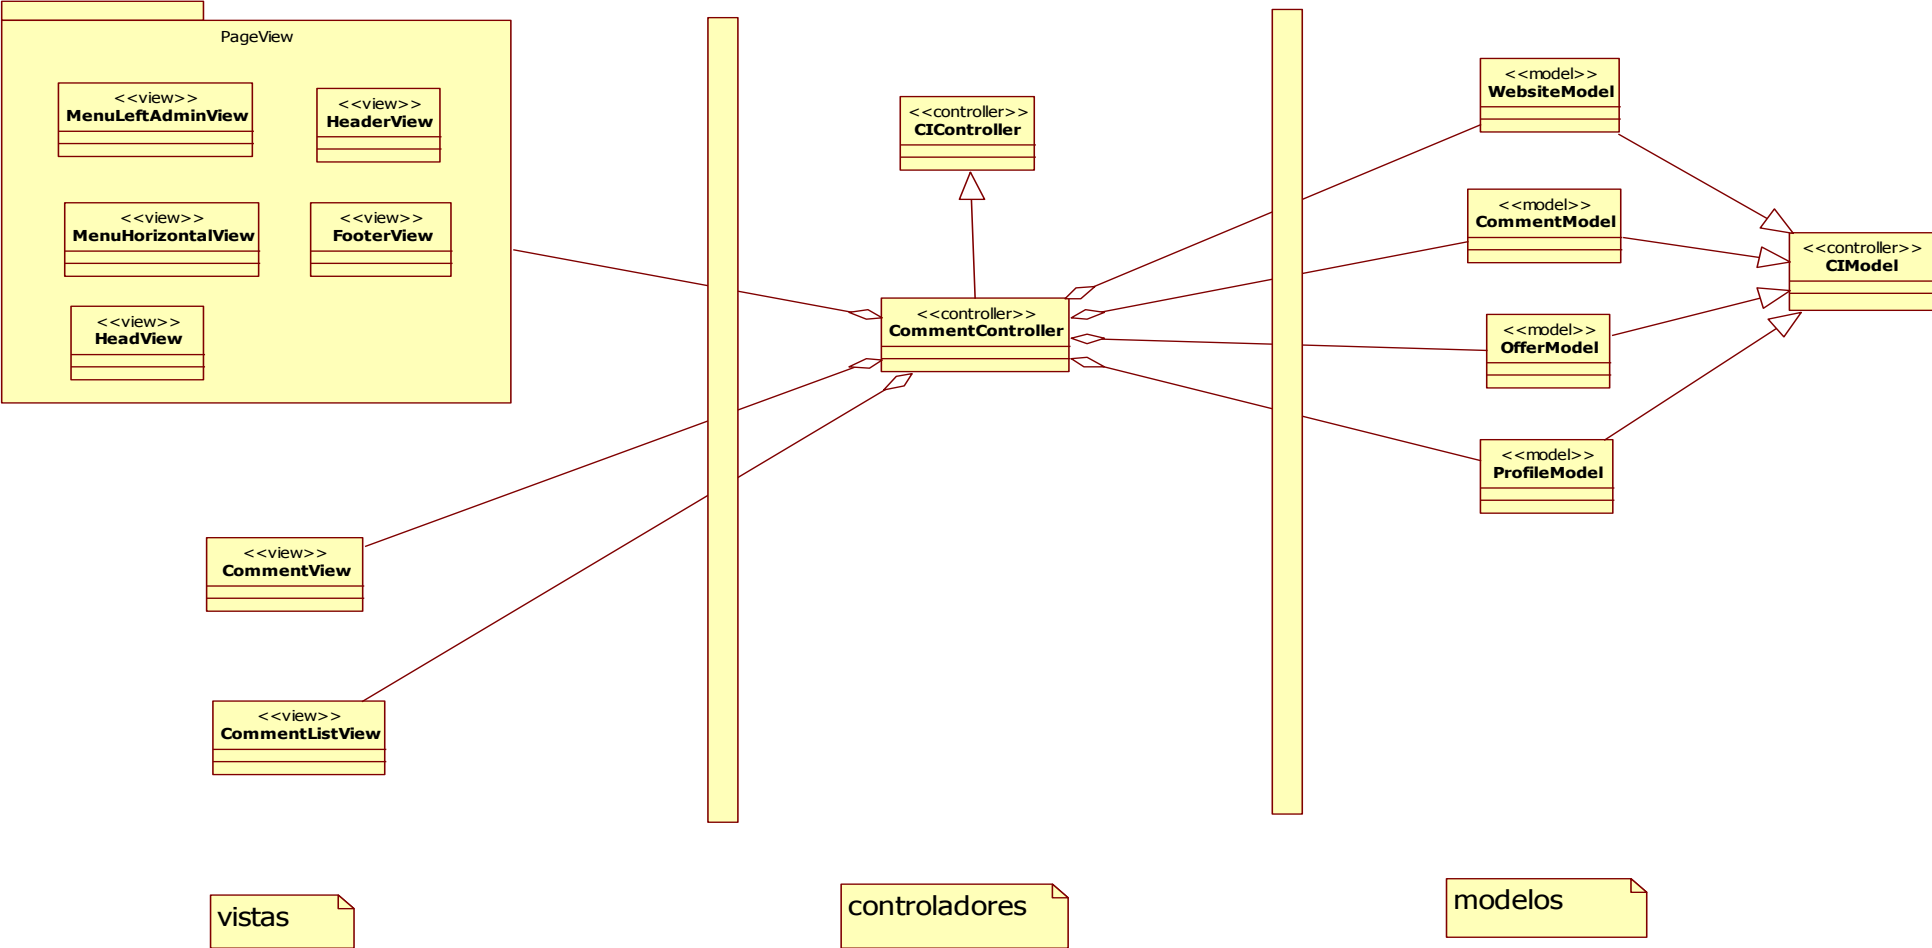 PageView
<<view>>
MenuLeftAdminView
<<view>>
HeaderView
<<view>>
MenuHorizontalView
<<view>>
FooterView
<<view>>
HeadView
<<view>>
CommentView
<<view>>
CommentListView
<<controller>>
CIController
<<controller>>
CommentController
<<model>>
WebsiteModel
<<model>>
CommentModel
<<model>>
OfferModel
<<model>>
ProfileModel
<<controller>>
CIModel
vistas
controladores
modelos